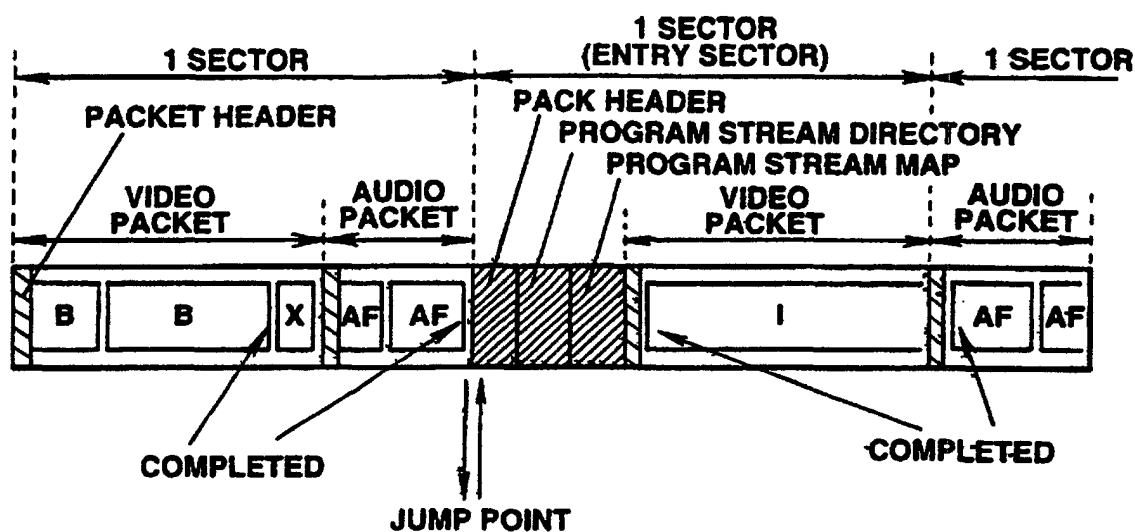 1 SECTOR
1 SECTOR
(ENTRY SECTOR)
1 SECTOR
PACKET HEADER
PACK HEADER
PROGRAM STREAM DIRECTORY
PROGRAM STREAM MAP
VIDEO
PACKET
AUDIO
PACKET
VIDEO
PACKET
AUDIO
PACKET
B B X AF AF I AF AF
COMPLETED
COMPLETED
JUMP POINT